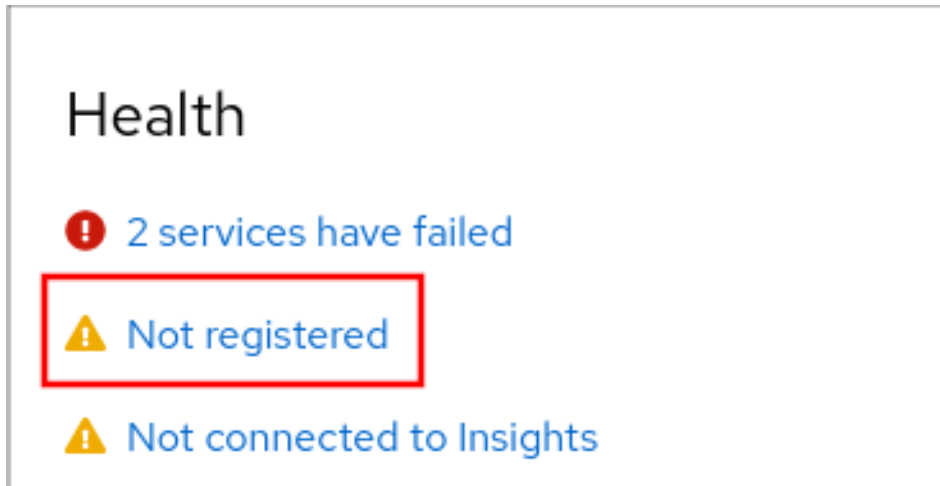 Health
2 services have failed
Not registered
Not connected to Insights